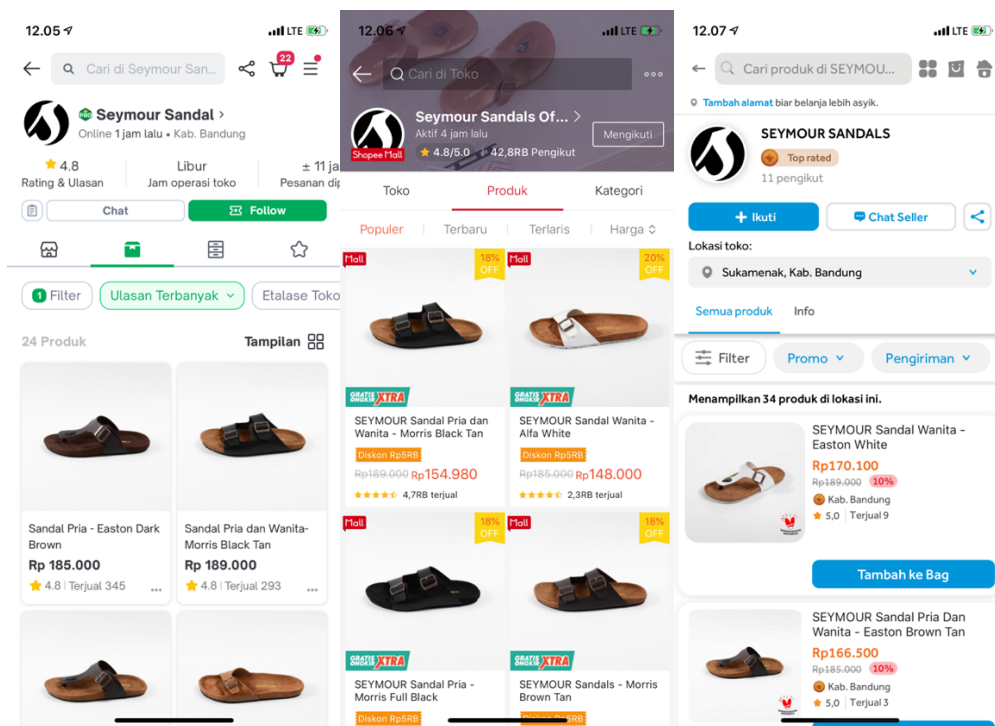 12.05
LTE
Cari di Seymour San...
22
PRO Seymour Sandal
Online 1 jam lalu • Kab. Bandung
4.8
Rating & Ulasan
Libur
Jam operasi toko
± 11 ja
Pesanan dip
Chat
Follow
1 Filter
Ulasan Terbanyak
Etalase Toko
24 Produk
Tampilan
Sandal Pria - Easton Dark
Brown
Rp 185.000
4.8 | Terjual 345
Sandal Pria dan Wanita-
Morris Black Tan
Rp 189.000
4.8 | Terjual 293
12.06
LTE
Cari di Toko
Seymour Sandals Of...
Aktif 4 jam lalu
Shopee Mall
4.8/5.0
42,8RB Pengikut
Mengikuti
Toko
Produk
Kategori
Populer
Terbaru
Terlaris
Harga
Mall
18%
OFF
GRATIS
ONGKIR XTRA
SEYMOUR Sandal Pria dan
Wanita - Morris Black Tan
Diskon Rp5RB
Rp189.000 Rp154.980
4,7RB terjual
Mall
20%
OFF
GRATIS
ONGKIR XTRA
SEYMOUR Sandal Wanita -
Alfa White
Diskon Rp5RB
Rp185.000 Rp148.000
2,3RB terjual
Mall
18%
OFF
GRATIS
ONGKIR XTRA
SEYMOUR Sandal Pria -
Morris Full Black
Diskon Rp5RB
Mall
18%
OFF
GRATIS
ONGKIR XTRA
SEYMOUR Sandals - Morris
Brown Tan
Diskon Rp5RB
12.07
LTE
Cari produk di SEYMOU...
Tambah alamat biar belanja lebih asyik.
SEYMOUR SANDALS
Top rated
11 pengikut
+ Ikuti
Chat Seller
Lokasi toko:
Sukamenak, Kab. Bandung
Semua produk
Info
Filter
Promo
Pengiriman
Menampilkan 34 produk di lokasi ini.
SEYMOUR Sandal Wanita -
Easton White
Rp170.100
Rp189.000 10%
Kab. Bandung
5,0 | Terjual 9
Tambah ke Bag
SEYMOUR Sandal Pria Dan
Wanita - Easton Brown Tan
Rp166.500
Rp185.000 10%
Kab. Bandung
5,0 | Terjual 3